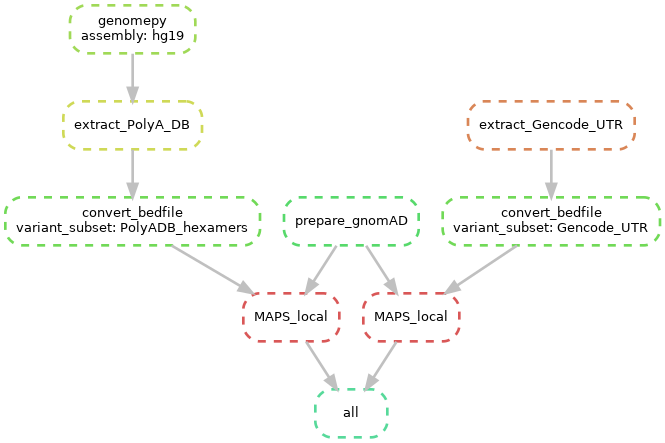 genomepy
assembly: hg19
extract_PolyA_DB
extract_Gencode_UTR
convert_bedfile
variant_subset: PolyADB_hexamers
prepare_gnomAD
convert_bedfile
variant_subset: Gencode_UTR
MAPS_local
MAPS_local
all